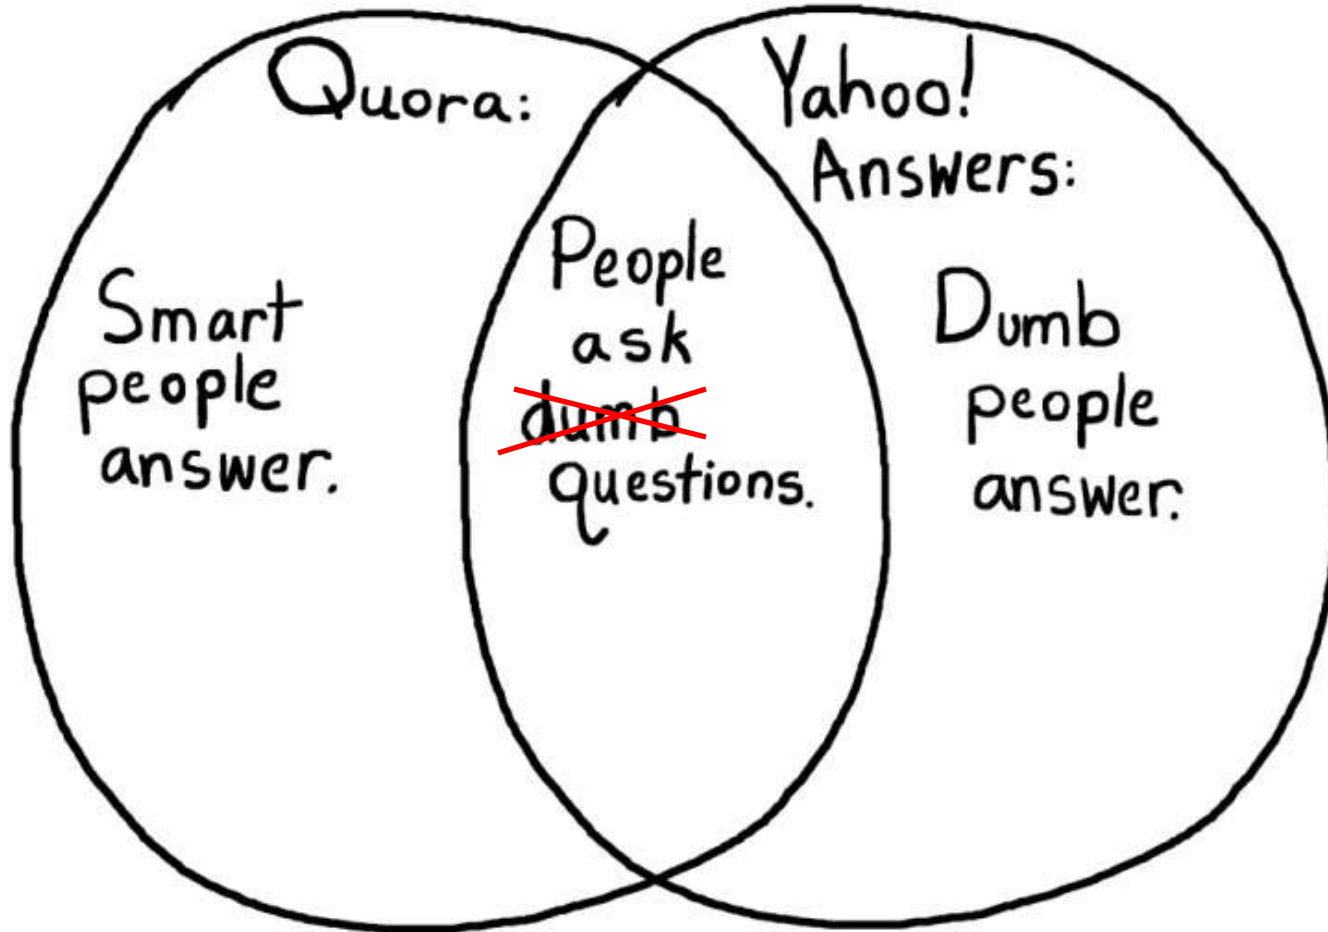 Quora:
Smart
people
answer.
People
ask
dumb
questions.
Yahoo!
Answers:
Dumb
people
answer.